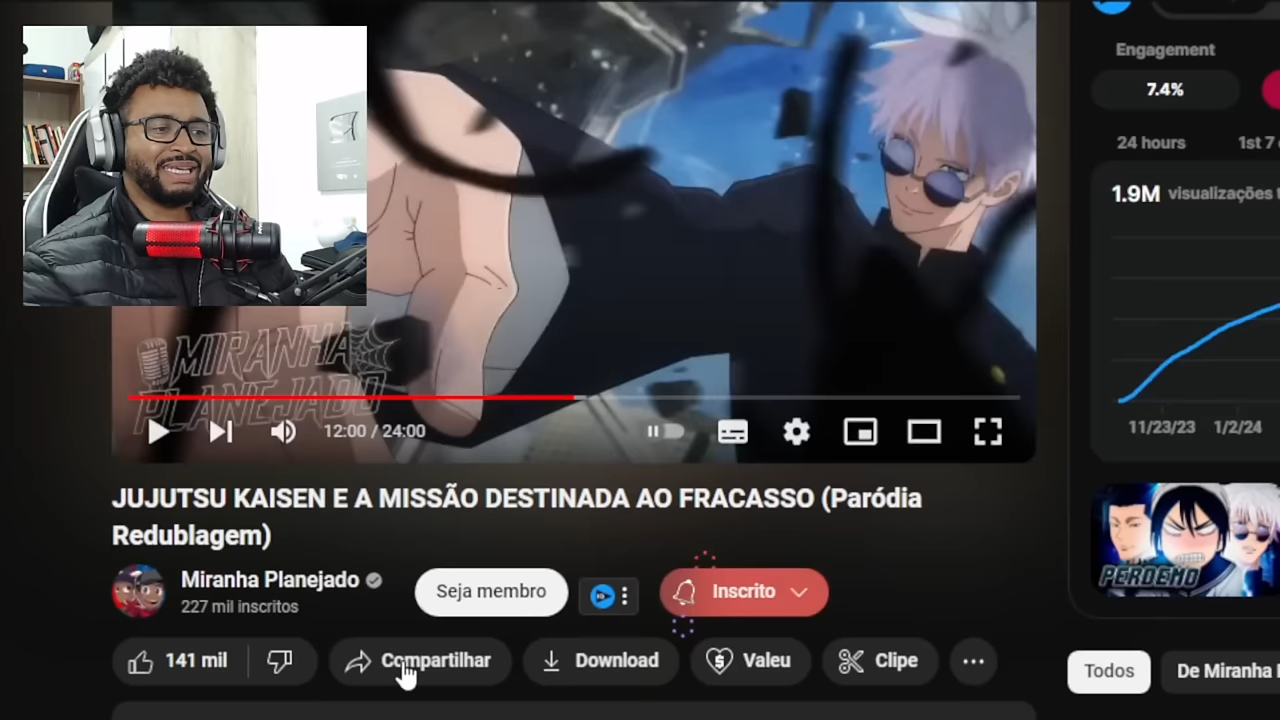 MIRANHA
PLANEJADO
12:00 / 24:00
JUJUTSU KAISEN E A MISSÃO DESTINADA AO FRACASSO (Paródia
Redublagem)
Miranha Planejado
227 mil inscritos
Seja membro
Inscrito
141 mil
Compartilhar
Download
Valeu
Clipe
Engagement
7.4%
24 hours
1st 7
1.9M visualizações
11/23/23 1/2/24
PERDEMO
Todos
De Miranha